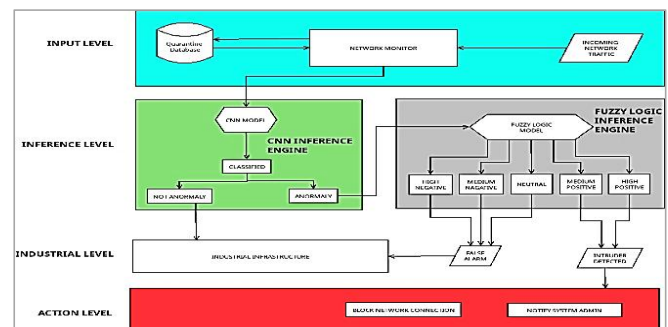 INPUT LEVEL
Quarantine
Database
NETWORK MONITOR
INCOMING
NETWORK
TRAFFIC
INFERENCE LEVEL
CNN MODEL
CNN INFERENCE
ENGINE
CLASSIFIED
NOT ANORMALY
ANORMALY
FUZZY LOGIC
INFERENCE
ENGINE
FUZZY LOGIC
MODEL
HIGH
NEGATIVE
MEDIUM
NAGATIVE
NEUTRAL
MEDIUM
POSITIVE
HIGH
POSITIVE
INDUSTRIAL LEVEL
INDUSTRIAL INFRASTRUCTURE
FALSE
ALARM
INTRUDER
DETECTED
ACTION LEVEL
BLOCK NETWORK CONNECTION
NOTIFY SYSTEM ADMIN